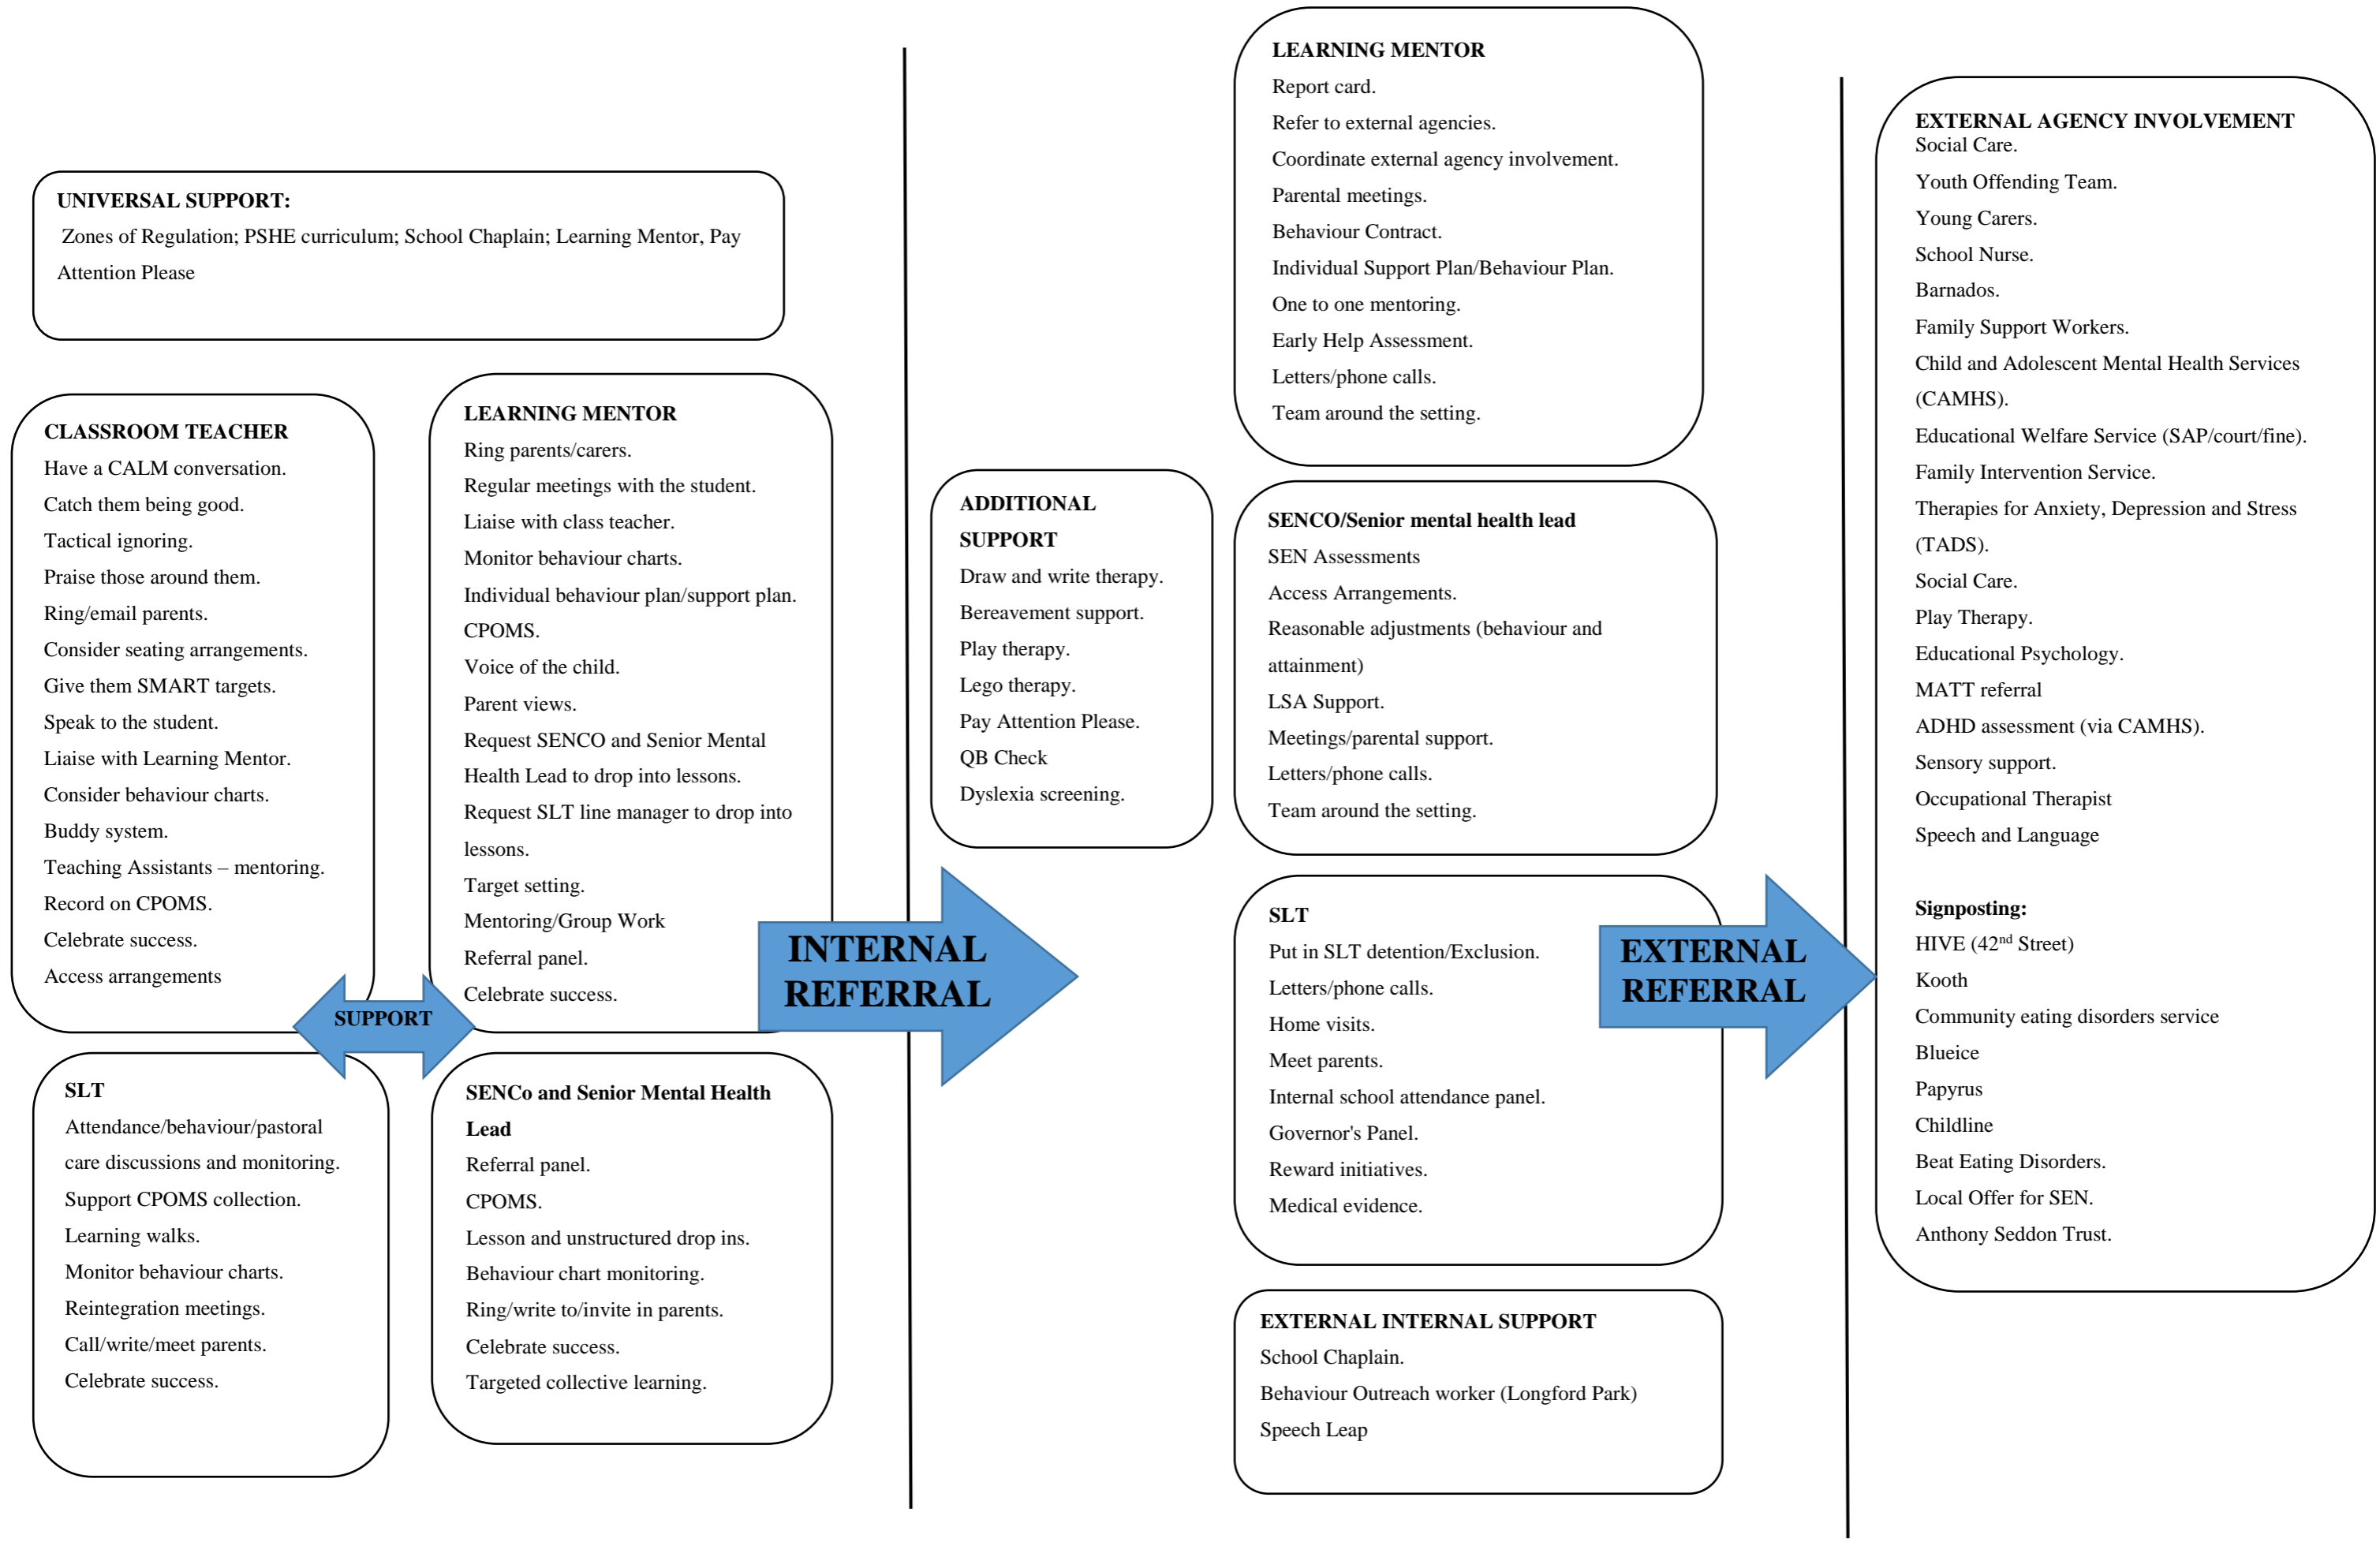 UNIVERSAL SUPPORT:
Zones of Regulation; PSHE curriculum; School Chaplain; Learning Mentor, Pay
Attention Please
CLASSROOM TEACHER
Have a CALM conversation.
Catch them being good.
Tactical ignoring.
Praise those around them.
Ring/email parents.
Consider seating arrangements.
Give them SMART targets.
Speak to the student.
Liaise with Learning Mentor.
Consider behaviour charts.
Buddy system.
Teaching Assistants – mentoring.
Record on CPOMS.
Celebrate success.
Access arrangements
LEARNING MENTOR
Ring parents/carers.
Regular meetings with the student.
Liaise with class teacher.
Monitor behaviour charts.
Individual behaviour plan/support plan.
CPOMS.
Voice of the child.
Parent views.
Request SENCO and Senior Mental
Health Lead to drop into lessons.
Request SLT line manager to drop into
lessons.
Target setting.
Mentoring/Group Work
Referral panel.
Celebrate success.
SUPPORT
SLT
Attendance/behaviour/pastoral
care discussions and monitoring.
Support CPOMS collection.
Learning walks.
Monitor behaviour charts.
Reintegration meetings.
Call/write/meet parents.
Celebrate success.
SENCo and Senior Mental Health
Lead
Referral panel.
CPOMS.
Lesson and unstructured drop ins.
Behaviour chart monitoring.
Ring/write to/invite in parents.
Celebrate success.
Targeted collective learning.
INTERNAL
REFERRAL
ADDITIONAL
SUPPORT
Draw and write therapy.
Bereavement support.
Play therapy.
Lego therapy.
Pay Attention Please.
QB Check
Dyslexia screening.
LEARNING MENTOR
Report card.
Refer to external agencies.
Coordinate external agency involvement.
Parental meetings.
Behaviour Contract.
Individual Support Plan/Behaviour Plan.
One to one mentoring.
Early Help Assessment.
Letters/phone calls.
Team around the setting.
SENCO/Senior mental health lead
SEN Assessments
Access Arrangements.
Reasonable adjustments (behaviour and
attainment)
LSA Support.
Meetings/parental support.
Letters/phone calls.
Team around the setting.
SLT
Put in SLT detention/Exclusion.
Letters/phone calls.
Home visits.
Meet parents.
Internal school attendance panel.
Governor's Panel.
Reward initiatives.
Medical evidence.
EXTERNAL INTERNAL SUPPORT
School Chaplain.
Behaviour Outreach worker (Longford Park)
Speech Leap
EXTERNAL
REFERRAL
EXTERNAL AGENCY INVOLVEMENT
Social Care.
Youth Offending Team.
Young Carers.
School Nurse.
Barnados.
Family Support Workers.
Child and Adolescent Mental Health Services
(CAMHS).
Educational Welfare Service (SAP/court/fine).
Family Intervention Service.
Therapies for Anxiety, Depression and Stress
(TADS).
Social Care.
Play Therapy.
Educational Psychology.
MATT referral
ADHD assessment (via CAMHS).
Sensory support.
Occupational Therapist
Speech and Language
Signposting:
HIVE (42nd Street)
Kooth
Community eating disorders service
Blueice
Papyrus
Childline
Beat Eating Disorders.
Local Offer for SEN.
Anthony Seddon Trust.